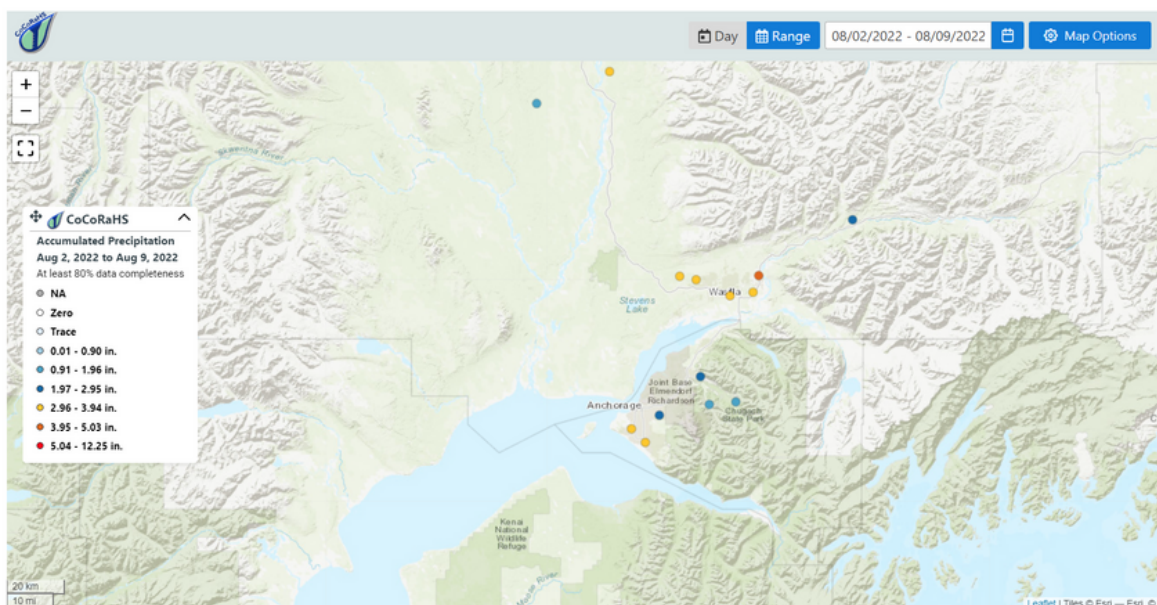 CoCoRaHS
Day
Range
08/02/2022 - 08/09/2022
Map Options
+
−
Skwentna River
CoCoRaHS
Accumulated Precipitation
Aug 2, 2022 to Aug 9, 2022
At least 80% data completeness
NA
Zero
Trace
0.01 - 0.90 in.
0.91 - 1.96 in.
1.97 - 2.95 in.
2.96 - 3.94 in.
3.95 - 5.03 in.
5.04 - 12.25 in.
Wasilla
Stevens
Lake
Joint Base
Elmendorf
Richardson
Anchorage
Chugach
State Park
Kenai
National
Wildlife
Refuge
River
20 km
10 mi
Leaflet | Tiles © Esri — Esri, ©